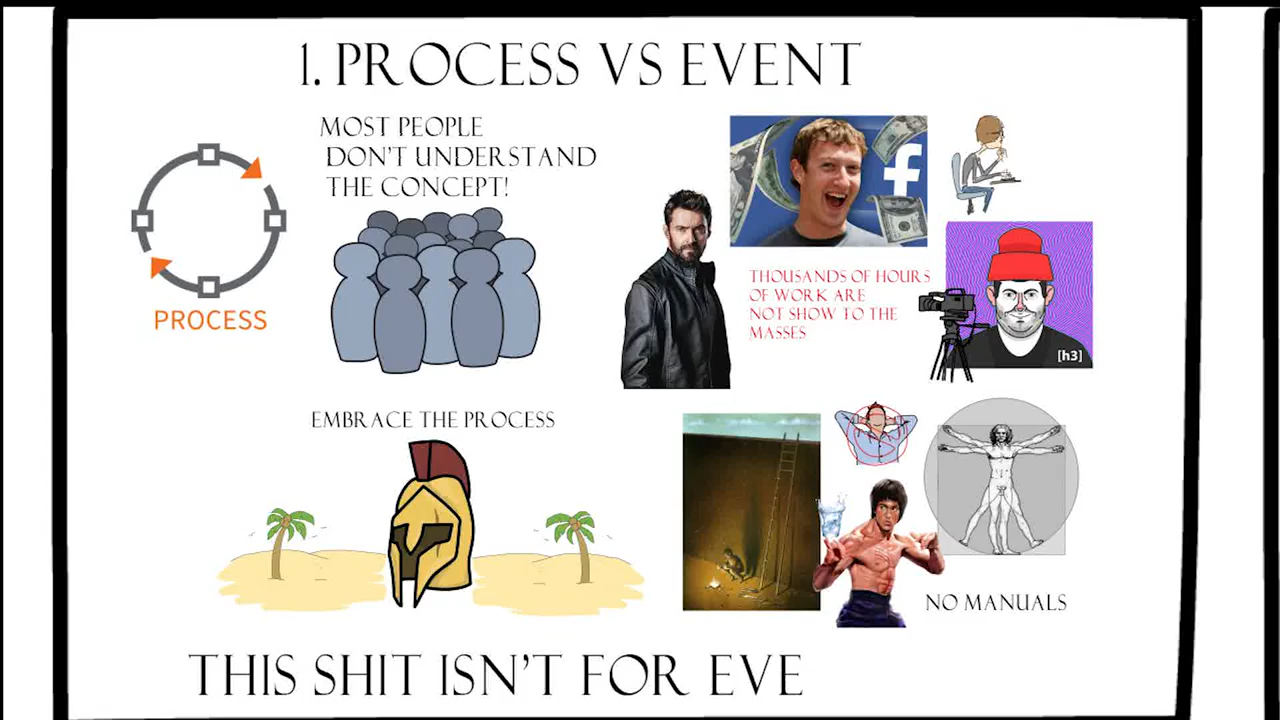 1. PROCESS VS EVENT
MOST PEOPLE
DON'T UNDERSTAND
THE CONCEPT!
PROCESS
f
THOUSANDS OF HOURS
OF WORK ARE
NOT SHOW TO THE
MASSES
[h3]
EMBRACE THE PROCESS
NO MANUALS
THIS SHIT ISN'T FOR EVE